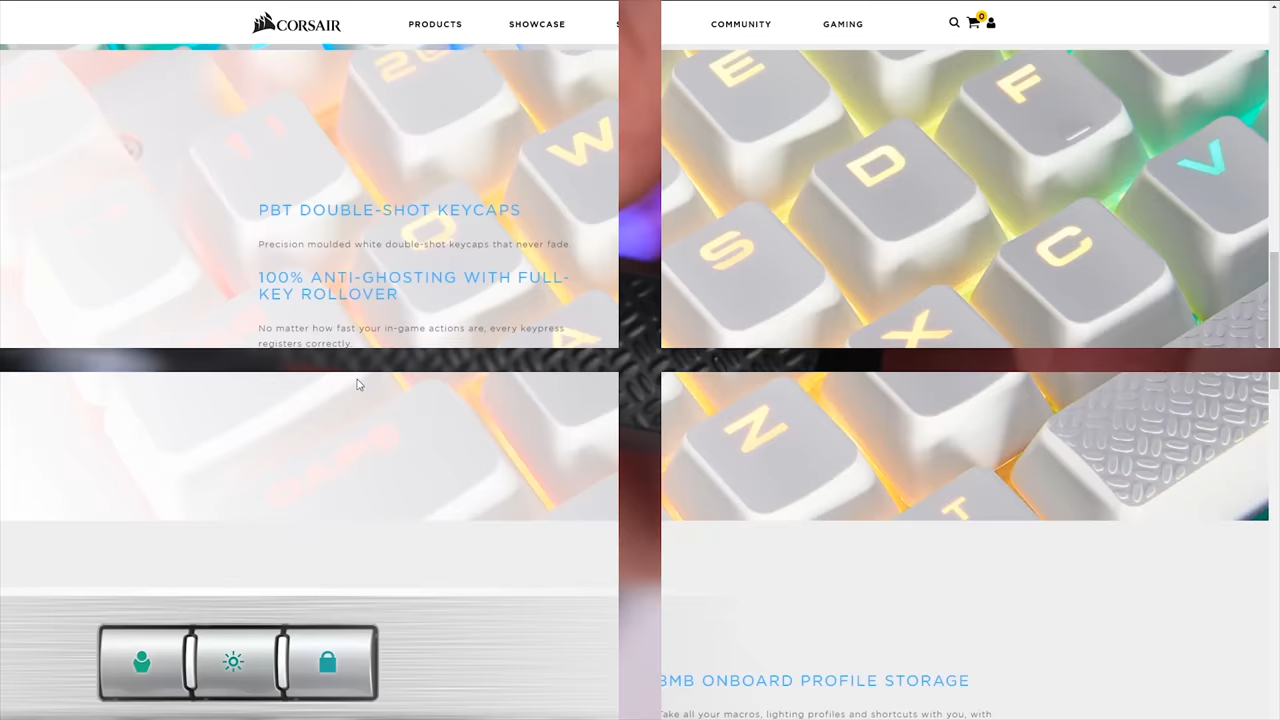 CORSAIR PRODUCTS SHOWCASE COMMUNITY GAMING 0
E F
W D V
PBT DOUBLE-SHOT KEYCAPS
Precision moulded white double-shot keycaps that never fade.
S C
100% ANTI-GHOSTING WITH FULL-
KEY ROLLOVER
No matter how fast your in-game actions are, every keypress
registers correctly.
A X
Z
8MB ONBOARD PROFILE STORAGE
Take all your macros, lighting profiles and shortcuts with you, with